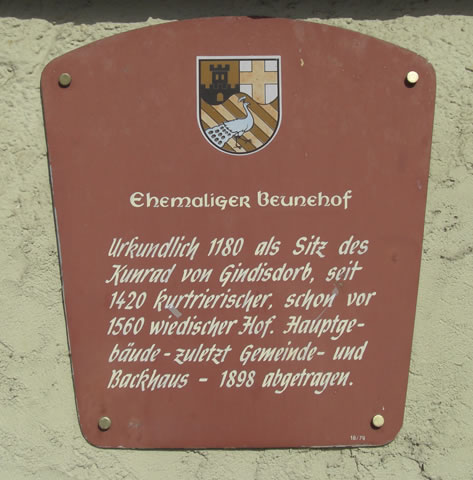 Ehemaliger Beunehof
Urkundlich 1180 als Sitz des
Kunrad von Gindisdorb, seit
1420 kurtrierischer, schon vor
1560 wiedischer Hof. Hauptge-
bäude - zuletzt Gemeinde- und
Backhaus - 1898 abgetragen.